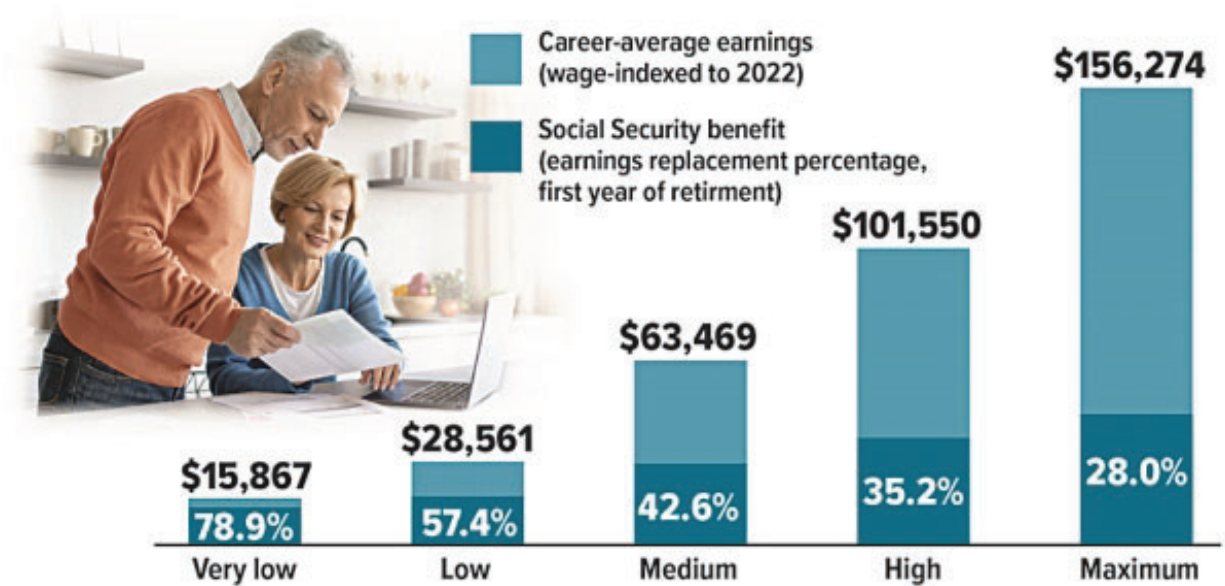 Career-average earnings
(wage-indexed to 2022)
Social Security benefit
(earnings replacement percentage,
first year of retirment)
$15,867
78.9%
Very low
$28,561
57.4%
Low
$63,469
42.6%
Medium
$101,550
35.2%
High
$156,274
28.0%
Maximum